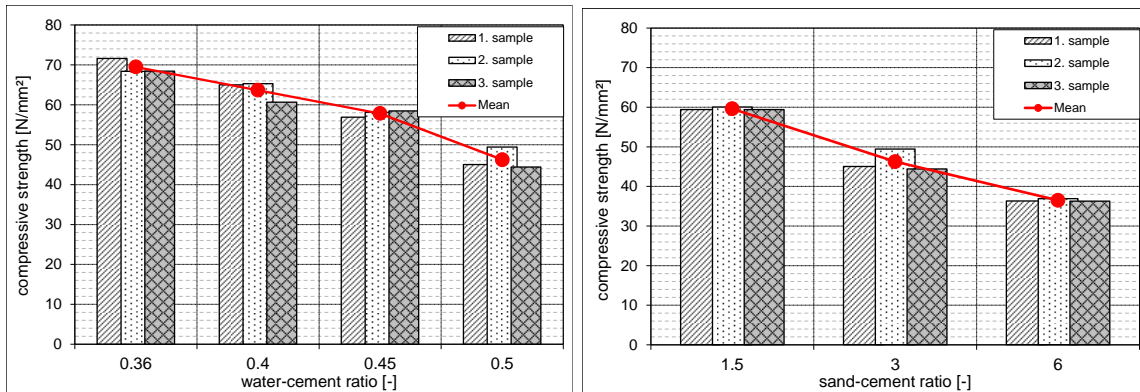 compressive strength [N/mm²]
80
70
60
50
40
30
20
10
0
0.36 0.4 0.45 0.5
water-cement ratio [-]
1. sample
2. sample
3. sample
Mean
compressive strength [N/mm²]
80
70
60
50
40
30
20
10
0
1.5 3 6
sand-cement ratio [-]
1. sample
2. sample
3. sample
Mean